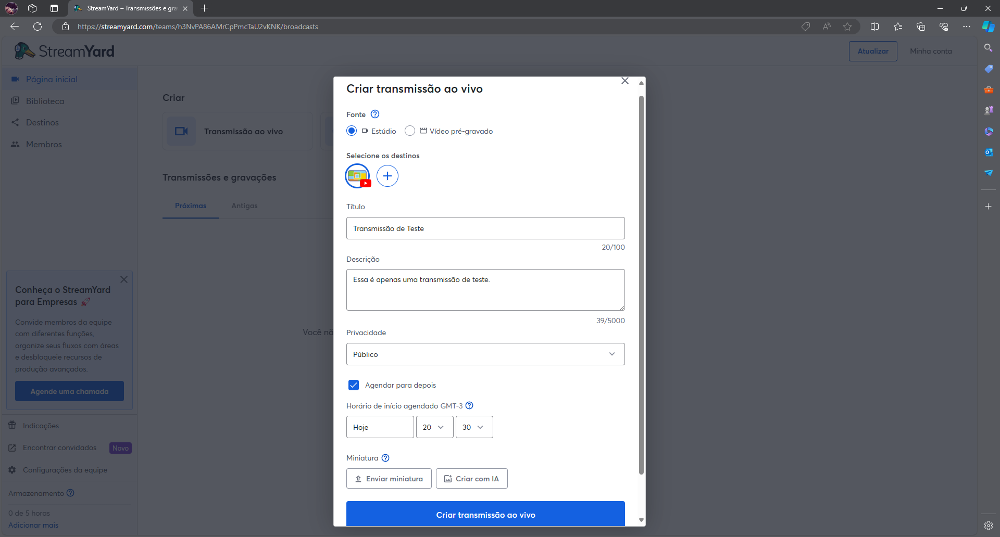 StreamYard – Transmissões e gra
https://streamyard.com/teams/h3NvPA86AMrCpPmcTaU2vKNK/broadcasts
StreamYard
Atualizar
Minha conta
Página inicial
Biblioteca
Destinos
Membros
Criar
Transmissão ao vivo
Transmissões e gravações
Próximas
Antigas
Você nã
Conheça o StreamYard
para Empresas 🚀
Convide membros da equipe
com diferentes funções,
organize seus fluxos com áreas
e desbloqueie recursos de
produção avançados.
Agende uma chamada
Indicações
Encontrar convidados
Novo
Configurações da equipe
Armazenamento
0 de 5 horas
Adicionar mais
Criar transmissão ao vivo
Fonte
Estúdio
Vídeo pré-gravado
Selecione os destinos
Título
Transmissão de Teste
20/100
Descrição
Essa é apenas uma transmissão de teste.
39/5000
Privacidade
Público
Agendar para depois
Horário de início agendado GMT-3
Hoje
20
30
Miniatura
Enviar miniatura
Criar com IA
Criar transmissão ao vivo